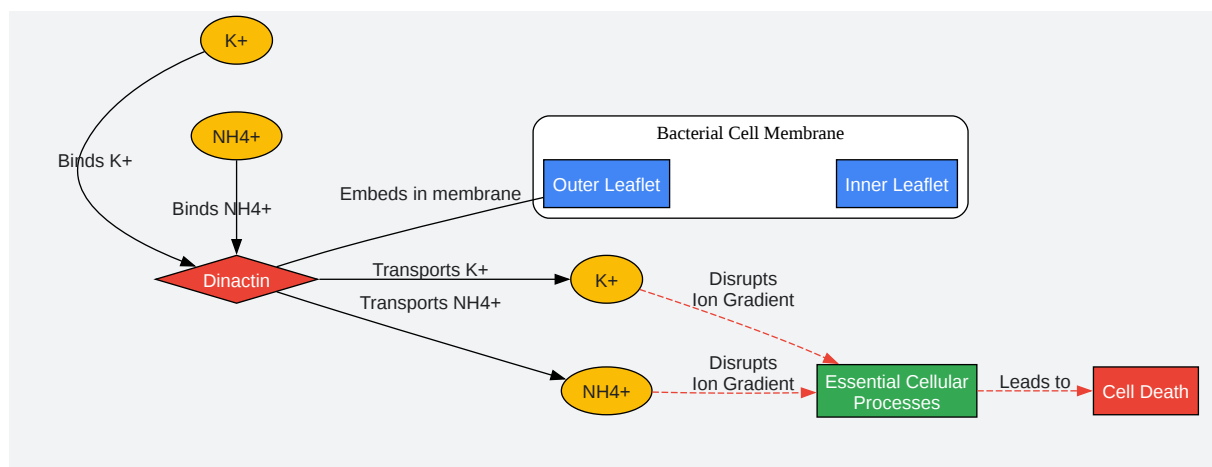 K+
NH4+
Bacterial Cell Membrane
Binds K+
Outer Leaflet
Inner Leaflet
Embeds in membrane
Binds NH4+
Dinactin
Transports K+
K+
Disrupts
Ion Gradient
Transports NH4+
NH4+
Disrupts
Ion Gradient
Essential Cellular
Processes
Leads to
Cell Death